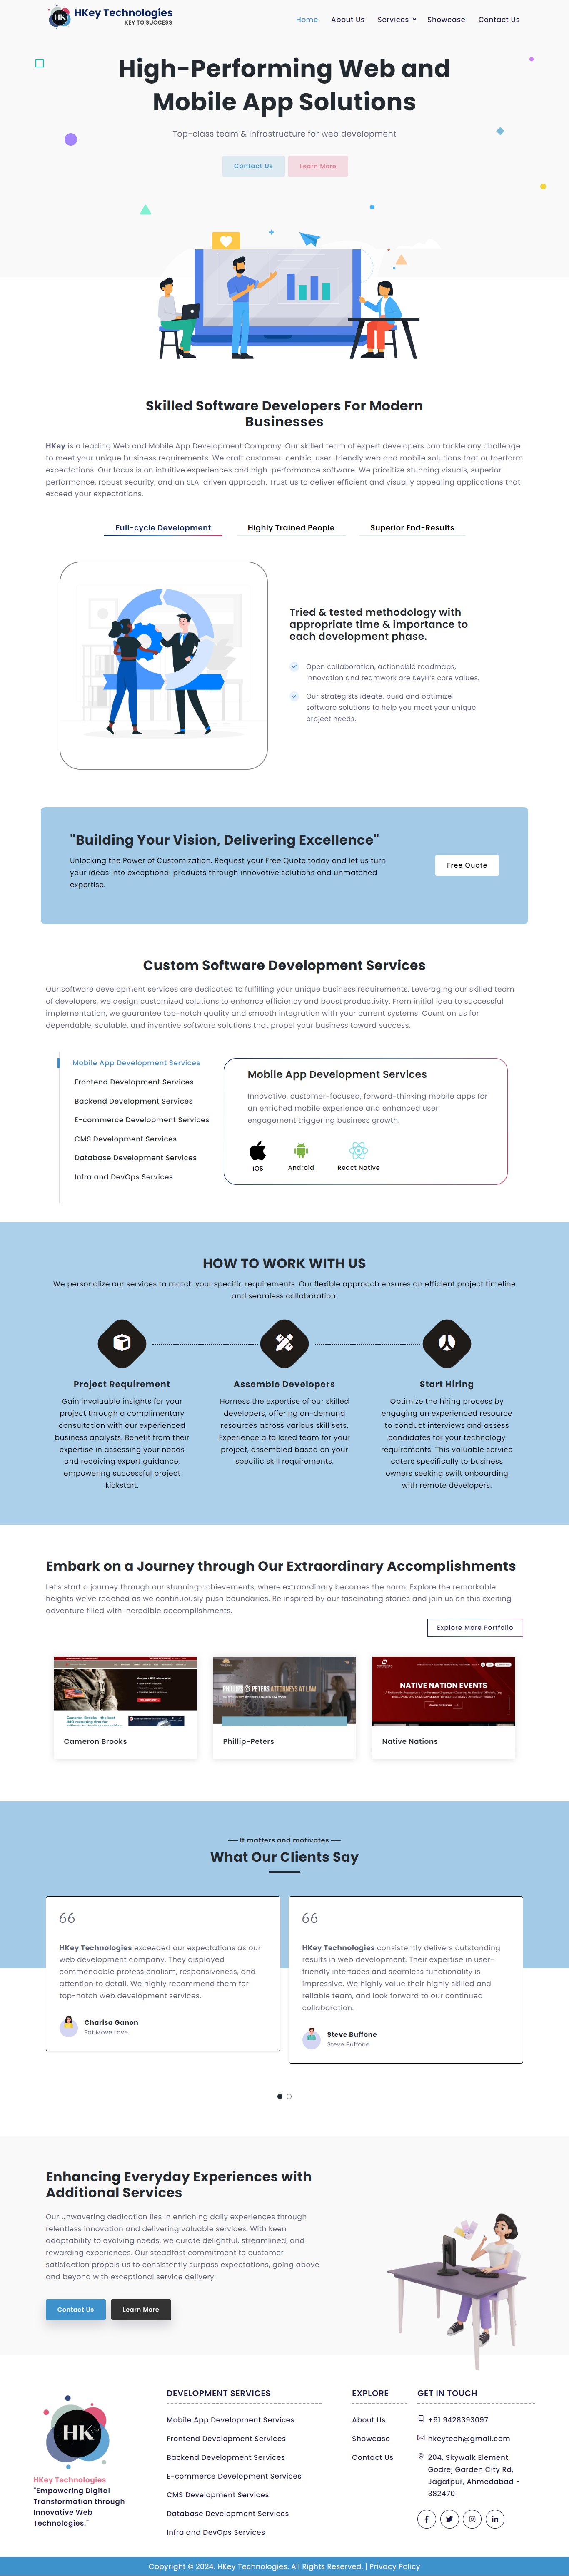 HKey Technologies
KEY TO SUCCESS
Home About Us Services Showcase Contact Us
High-Performing Web and
Mobile App Solutions
Top-class team & infrastructure for web development
Contact Us Learn More
Skilled Software Developers For Modern
Businesses
HKey is a leading Web and Mobile App Development Company. Our skilled team of expert developers can tackle any challenge
to meet your unique business requirements. We craft customer-centric, user-friendly web and mobile solutions that outperform
expectations. Our focus is on intuitive experiences and high-performance software. We prioritize stunning visuals, superior
performance, robust security, and an SLA-driven approach. Trust us to deliver efficient and visually appealing applications that
exceed your expectations.
Full-cycle Development Highly Trained People Superior End-Results
Tried & tested methodology with
appropriate time & importance to
each development phase.
Open collaboration, actionable roadmaps,
innovation and teamwork are KeyH's core values.
Our strategists ideate, build and optimize
software solutions to help you meet your unique
project needs.
"Building Your Vision, Delivering Excellence"
Unlocking the Power of Customization. Request your Free Quote today and let us turn
your ideas into exceptional products through innovative solutions and unmatched
expertise.
Free Quote
Custom Software Development Services
Our software development services are dedicated to fulfilling your unique business requirements. Leveraging our skilled team
of developers, we design customized solutions to enhance efficiency and boost productivity. From initial idea to successful
implementation, we guarantee top-notch quality and smooth integration with your current systems. Count on us for
dependable, scalable, and inventive software solutions that propel your business toward success.
Mobile App Development Services
Frontend Development Services
Backend Development Services
E-commerce Development Services
CMS Development Services
Database Development Services
Infra and DevOps Services
Mobile App Development Services
Innovative, customer-focused, forward-thinking mobile apps for
an enriched mobile experience and enhanced user
engagement triggering business growth.
iOS Android React Native
HOW TO WORK WITH US
We personalize our services to match your specific requirements. Our flexible approach ensures an efficient project timeline
and seamless collaboration.
Project Requirement
Gain invaluable insights for your
project through a complimentary
consultation with our experienced
business analysts. Benefit from their
expertise in assessing your needs
and receiving expert guidance,
empowering successful project
kickstart.
Assemble Developers
Harness the expertise of our skilled
developers, offering on-demand
resources across various skill sets.
Experience a tailored team for your
project, assembled based on your
specific skill requirements.
Start Hiring
Optimize the hiring process by
engaging an experienced resource
to conduct interviews and assess
candidates for your technology
requirements. This valuable service
caters specifically to business
owners seeking swift onboarding
with remote developers.
Embark on a Journey through Our Extraordinary Accomplishments
Let's start a journey through our stunning achievements, where extraordinary becomes the norm. Explore the remarkable
heights we've reached as we continuously push boundaries. Be inspired by our fascinating stories and join us on this exciting
adventure filled with incredible accomplishments.
Explore More Portfolio
PHILLIPS & PETERS ATTORNEYS AT LAW
NATIVE NATION EVENTS
Cameron Brooks
Phillip-Peters
Native Nations
It matters and motivates
What Our Clients Say
HKey Technologies exceeded our expectations as our
web development company. They displayed
commendable professionalism, responsiveness, and
attention to detail. We highly recommend them for
top-notch web development services.
Charisa Ganon
Eat Move Love
HKey Technologies consistently delivers outstanding
results in web development. Their expertise in user-
friendly interfaces and seamless functionality is
impressive. We highly value their highly skilled and
reliable team, and look forward to our continued
collaboration.
Steve Buffone
Steve Buffone
Enhancing Everyday Experiences with
Additional Services
Our unwavering dedication lies in enriching daily experiences through
relentless innovation and delivering valuable services. With keen
adaptability to evolving needs, we curate delightful, streamlined, and
rewarding experiences. Our steadfast commitment to customer
satisfaction propels us to consistently surpass expectations, going above
and beyond with exceptional service delivery.
Contact Us Learn More
HK
HKey Technologies
"Empowering Digital
Transformation through
Innovative Web
Technologies."
DEVELOPMENT SERVICES
Mobile App Development Services
Frontend Development Services
Backend Development Services
E-commerce Development Services
CMS Development Services
Database Development Services
Infra and DevOps Services
EXPLORE
About Us
Showcase
Contact Us
GET IN TOUCH
+91 9428393097
hkeytech@gmail.com
204, Skywalk Element,
Godrej Garden City Rd,
Jagatpur, Ahmedabad -
382470
Copyright © 2024. HKey Technologies. All Rights Reserved. | Privacy Policy